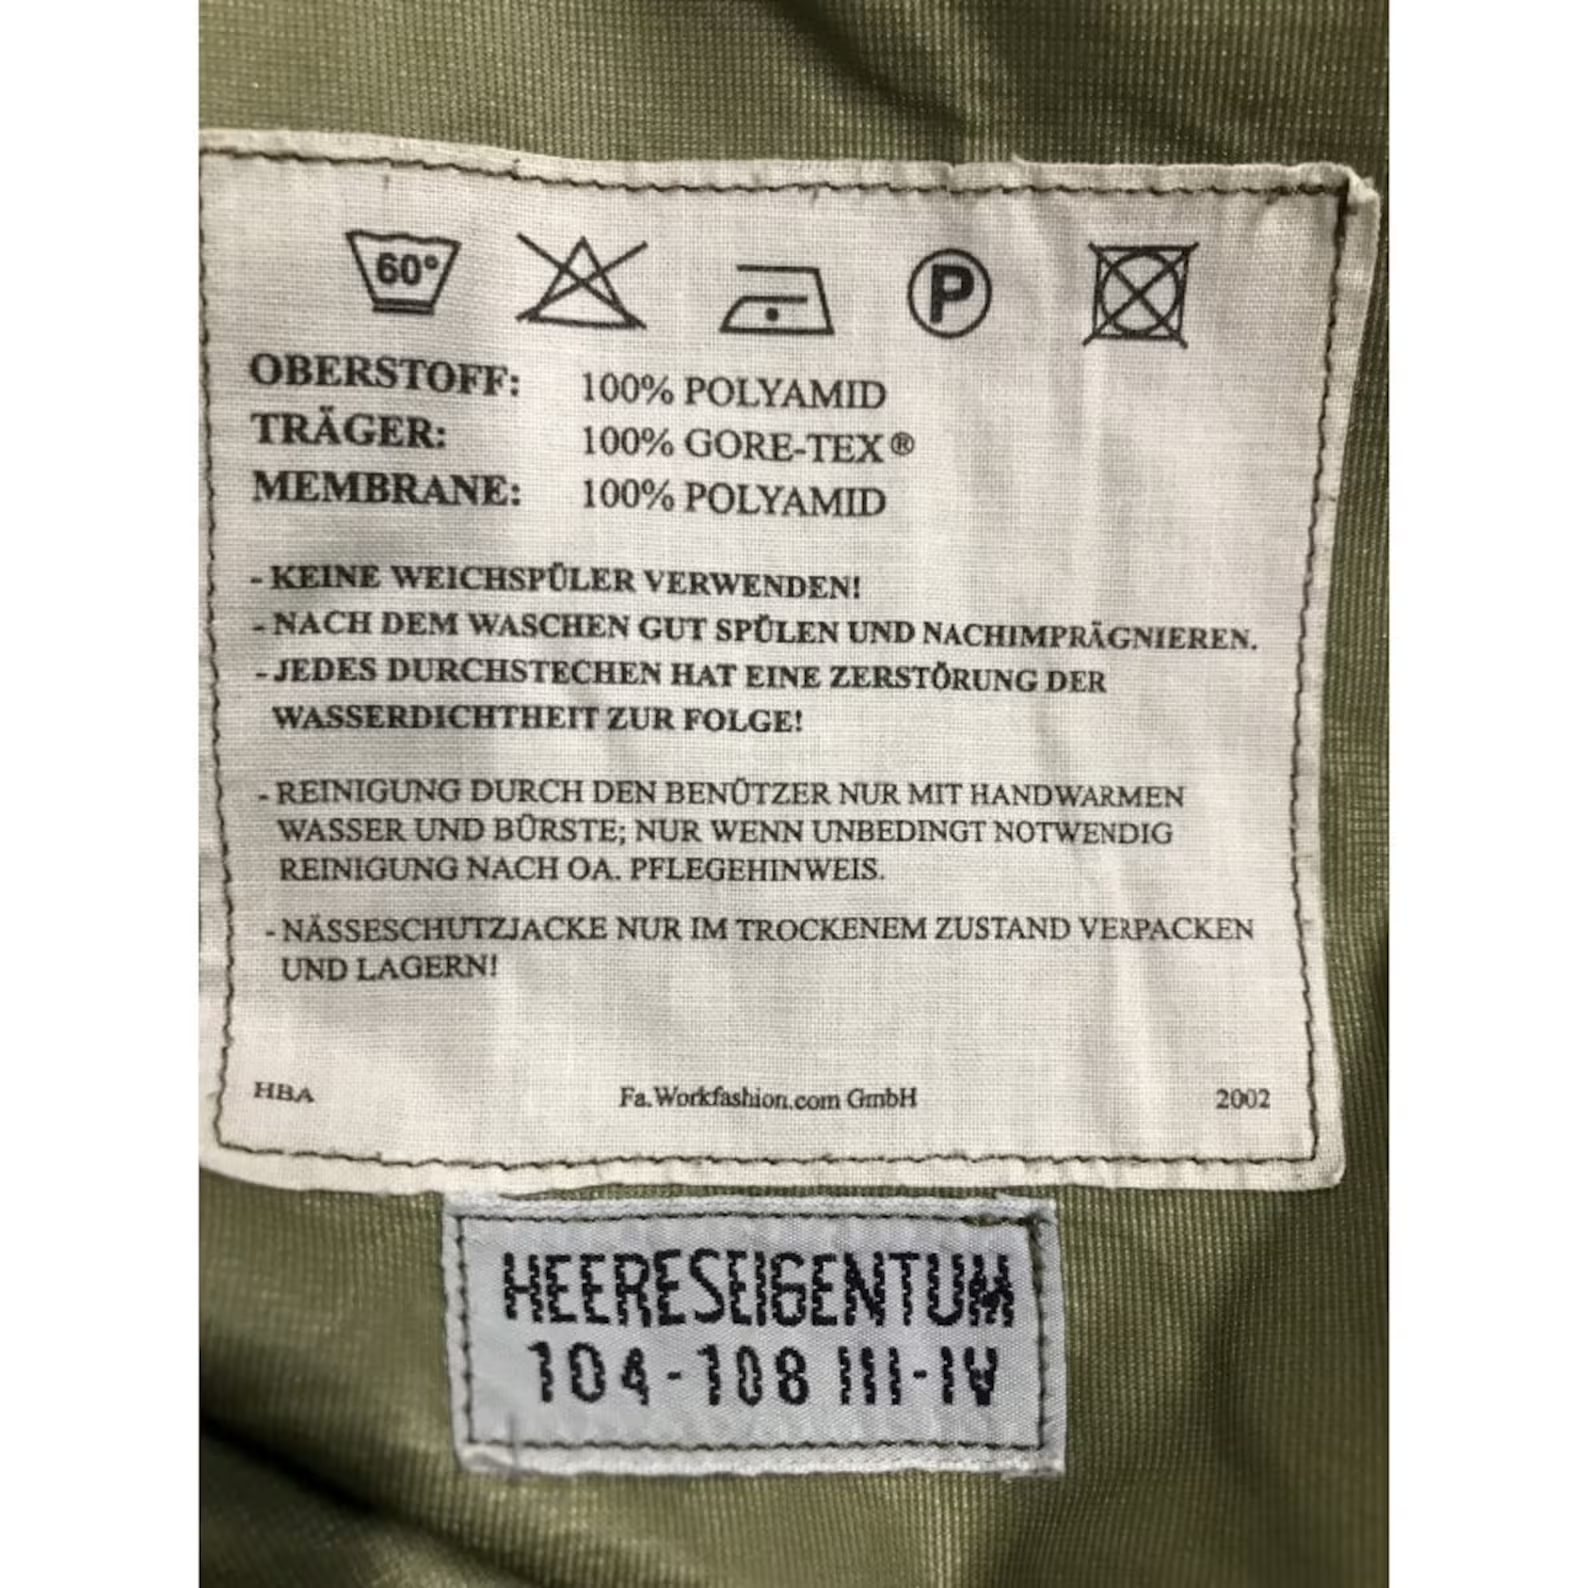 60°
P
OBERSTOFF: 100% POLYAMID
TRÄGER: 100% GORE-TEX®
MEMBRANE: 100% POLYAMID
- KEINE WEICHSPÜLER VERWENDEN!
- NACH DEM WASCHEN GUT SPÜLEN UND NACHIMPRÄGNIEREN.
- JEDES DURCHSTECHEN HAT EINE ZERSTÖRUNG DER
WASSERDICHTHEIT ZUR FOLGE!
- REINIGUNG DURCH DEN BENÜTZER NUR MIT HANDWARMEN
WASSER UND BÜRSTE; NUR WENN UNBEDINGT NOTWENDIG
REINIGUNG NACH OA. PFLEGEHINWEIS.
- NÄSSESCHUTZJACKE NUR IM TROCKENEM ZUSTAND VERPACKEN
UND LAGERN!
HBA Fa.Workfashion.com GmbH 2002
HEERESEIGENTUM
104-108 III-IV